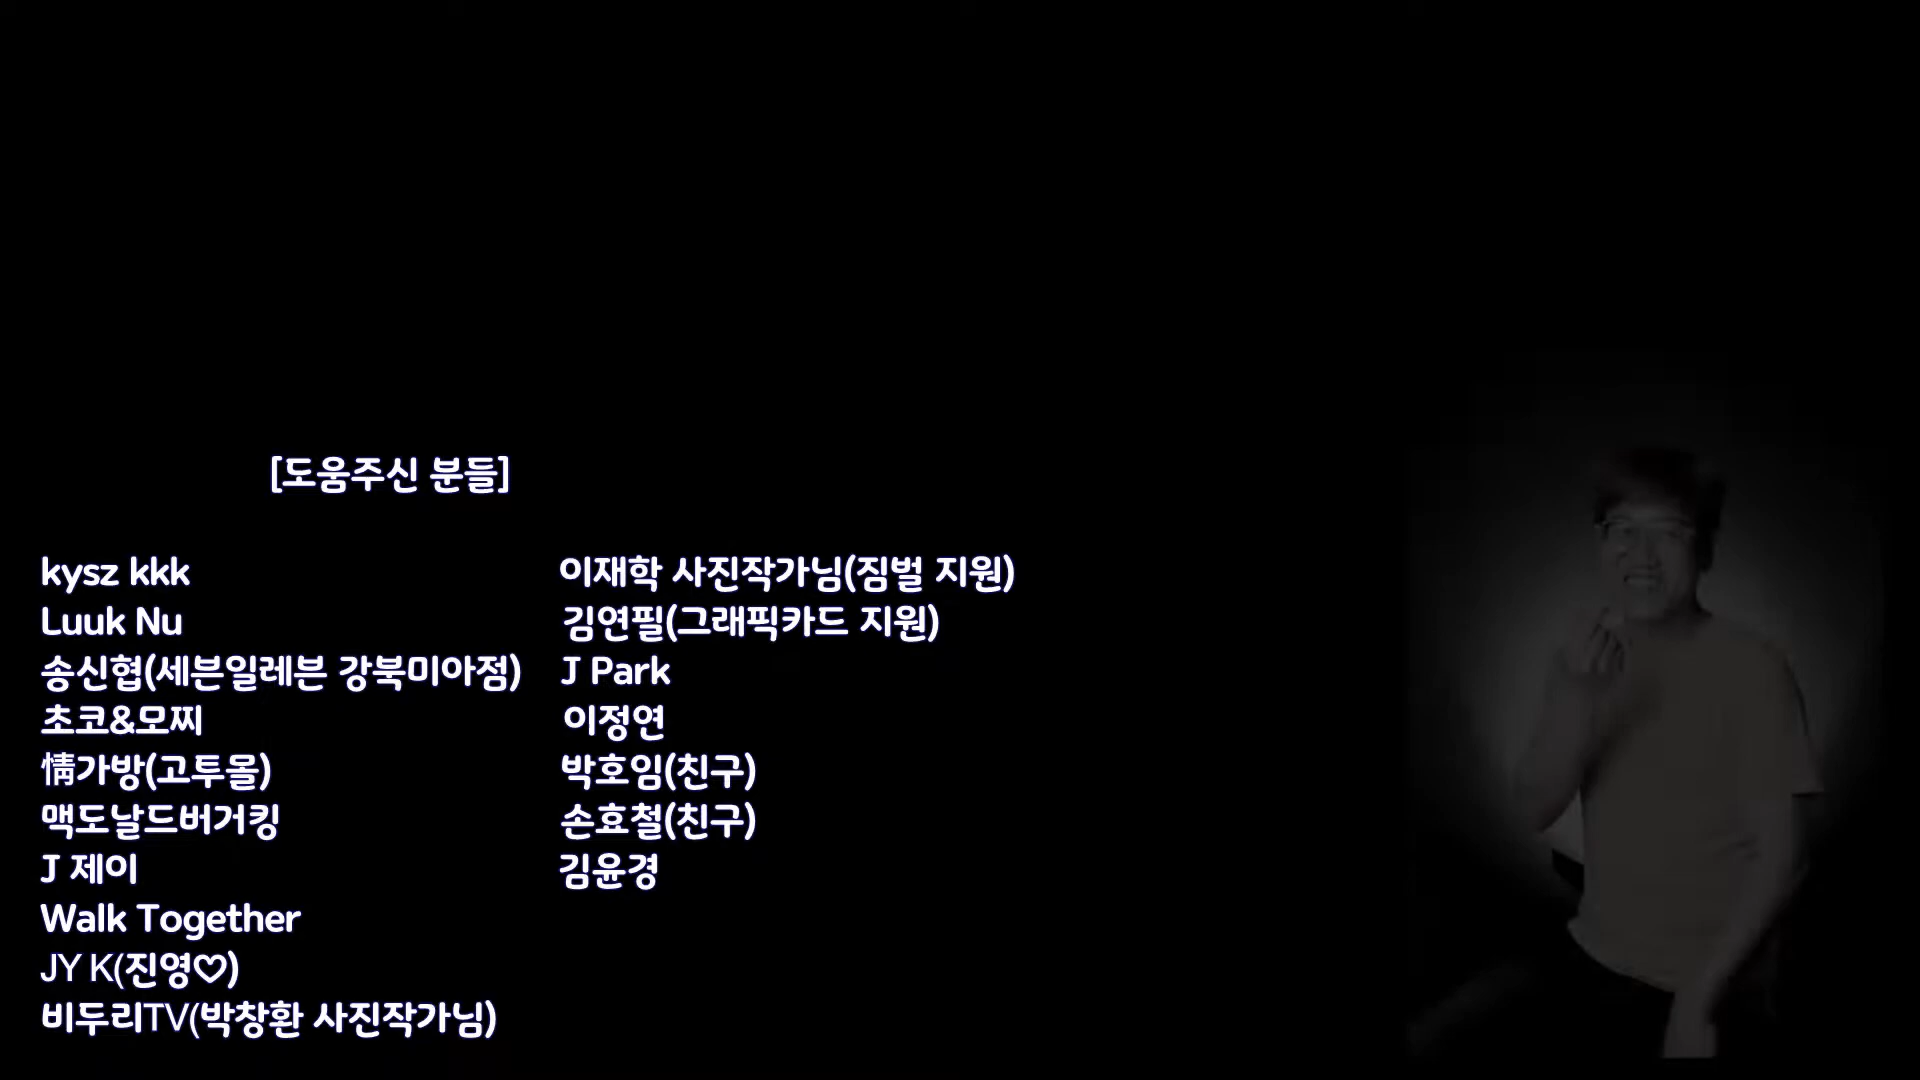 [도움주신 분들]
kysz kkk
Luuk Nu
송신협(세븐일레븐 강북미아점)
초코&모찌
情가방(고투몰)
맥도날드버거킹
J 제이
Walk Together
JY K(진영♡)
비두리TV(박창환 사진작가님)
이재학 사진작가님(짐벌 지원)
김연필(그래픽카드 지원)
J Park
이정연
박호임(친구)
손효철(친구)
김윤경